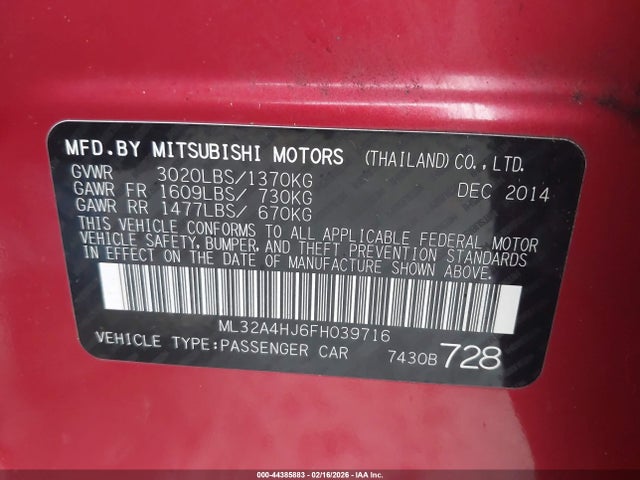 MFD.BY MITSUBISHI MOTORS (THAILAND) CO., LTD.
GVWR 3020LBS/1370KG DEC 2014
GAWR FR 1609LBS/ 730KG
GAWR RR 1477LBS/ 670KG
THIS VEHICLE CONFORMS TO ALL APPLICABLE FEDERAL MOTOR
VEHICLE SAFETY, BUMPER, AND THEFT PREVENTION STANDARDS
IN EFFECT ON THE DATE OF MANUFACTURE SHOWN ABOVE.
ML32A4HJ6FH039716
VEHICLE TYPE:PASSENGER CAR 7430B 728
000-44385883 - 02/16/2026 - IAA Inc.